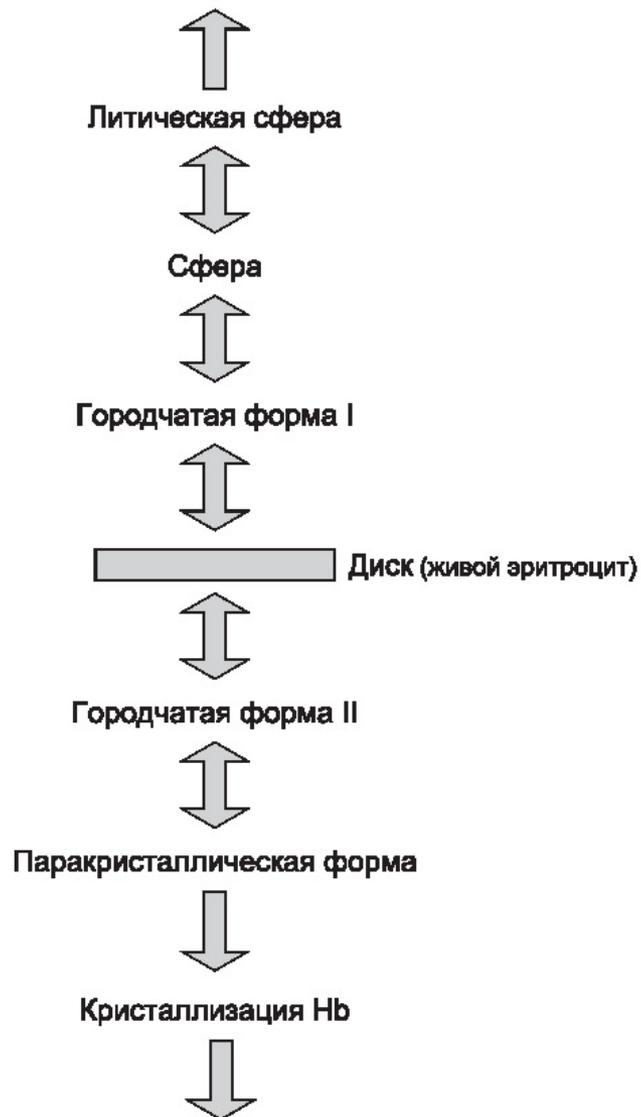 Литическая сфера
Сфера
Городчатая форма I
Диск (живой эритроцит)
Городчатая форма II
Паракристаллическая форма
Кристаллизация Hb